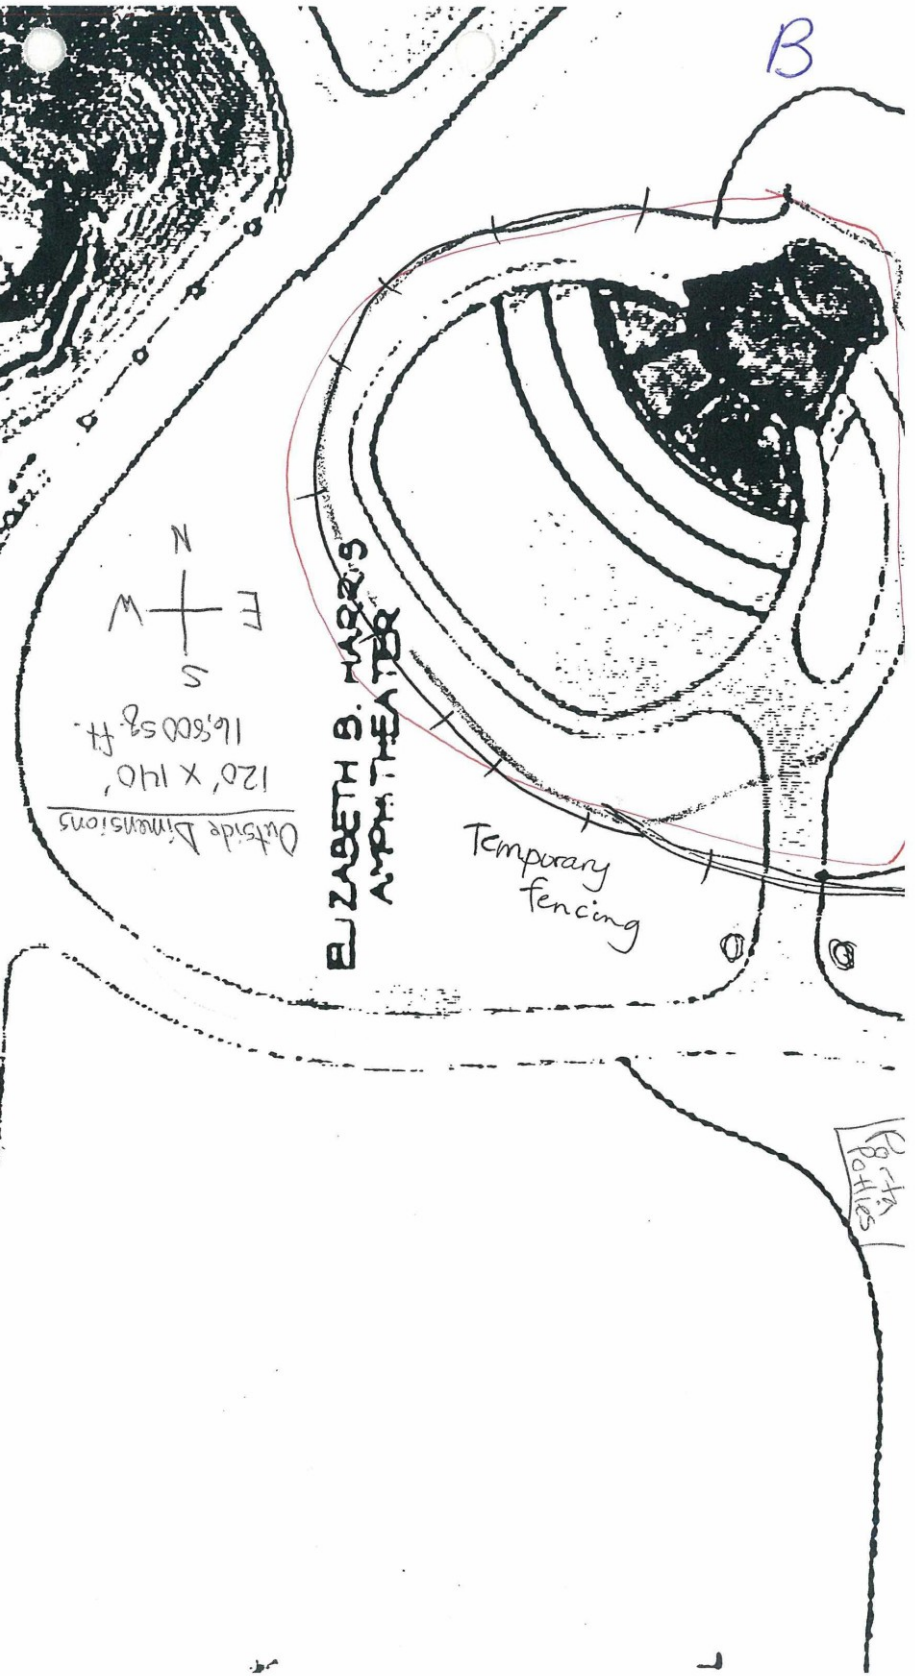 B
Outside Dimensions
120' x 140'
16,800 sq. ft.
S
E W
N
ELIZABETH B. HARRIS
AMPHITHEATER
Temporary
fencing
Porta
Potties